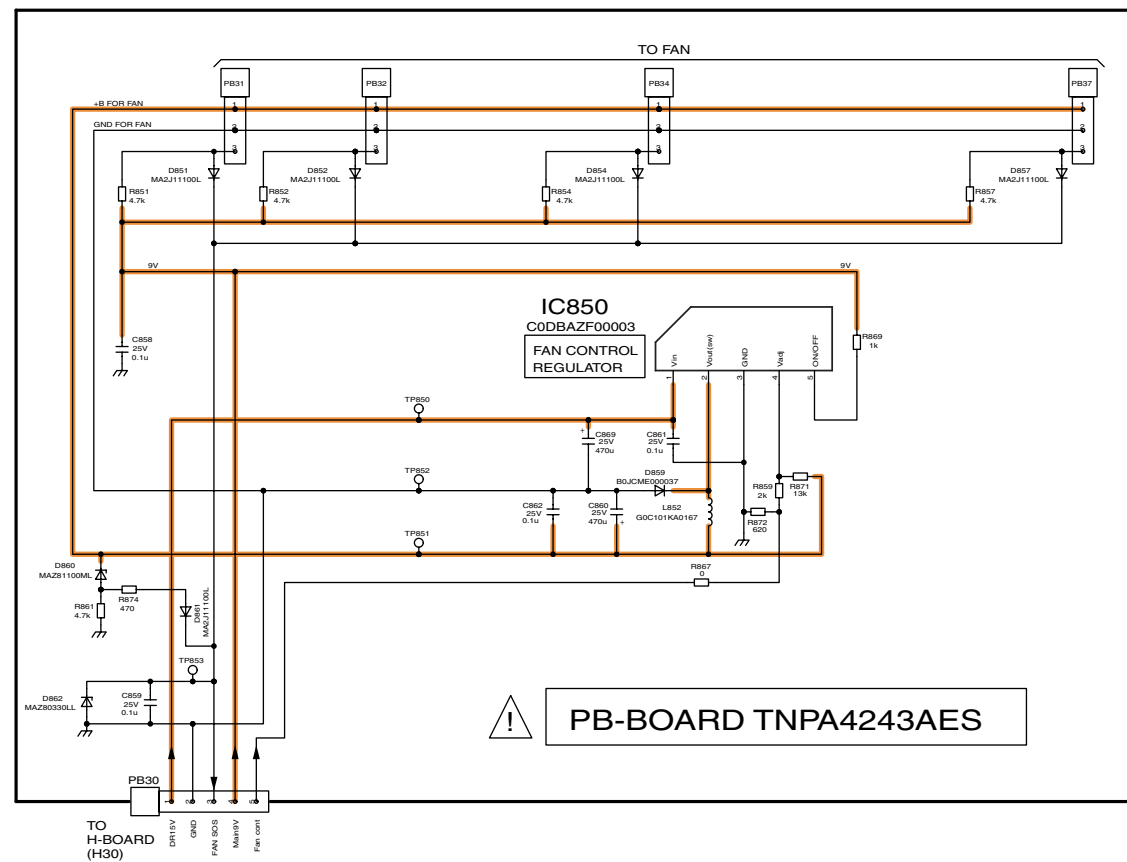 TO FAN
PB31
PB32
PB34
PB37
+B FOR FAN
1
1
1
1
GND FOR FAN
2
2
2
2
3
3
3
3
D851
MA2J11100L
D852
MA2J11100L
D854
MA2J11100L
D857
MA2J11100L
R851
4.7k
R852
4.7k
R854
4.7k
R857
4.7k
9V
9V
IC850
C0DBAZF00003
FAN CONTROL
REGULATOR
Vin
Vout(sw)
GND
Vadj
ON/OFF
1
2
3
4
5
R869
1k
C858
25V
0.1u
TP850
+
C869
25V
470u
C861
25V
0.1u
TP852
D859
B0JCME000037
R859
2k
R871
13k
C862
25V
0.1u
C860
25V
470u
+
L852
G0C101KA0167
R872
620
TP851
D860
MAZ81100ML
R867
0
R861
4.7k
R874
470
D861
MA2J11100L
TP853
D862
MAZ80330LL
C859
25V
0.1u
!
PB-BOARD TNPA4243AES
PB30
1
2
3
4
5
TO
H-BOARD
(H30)
DR15V
GND
FAN SOS
Main9V
Fan cont